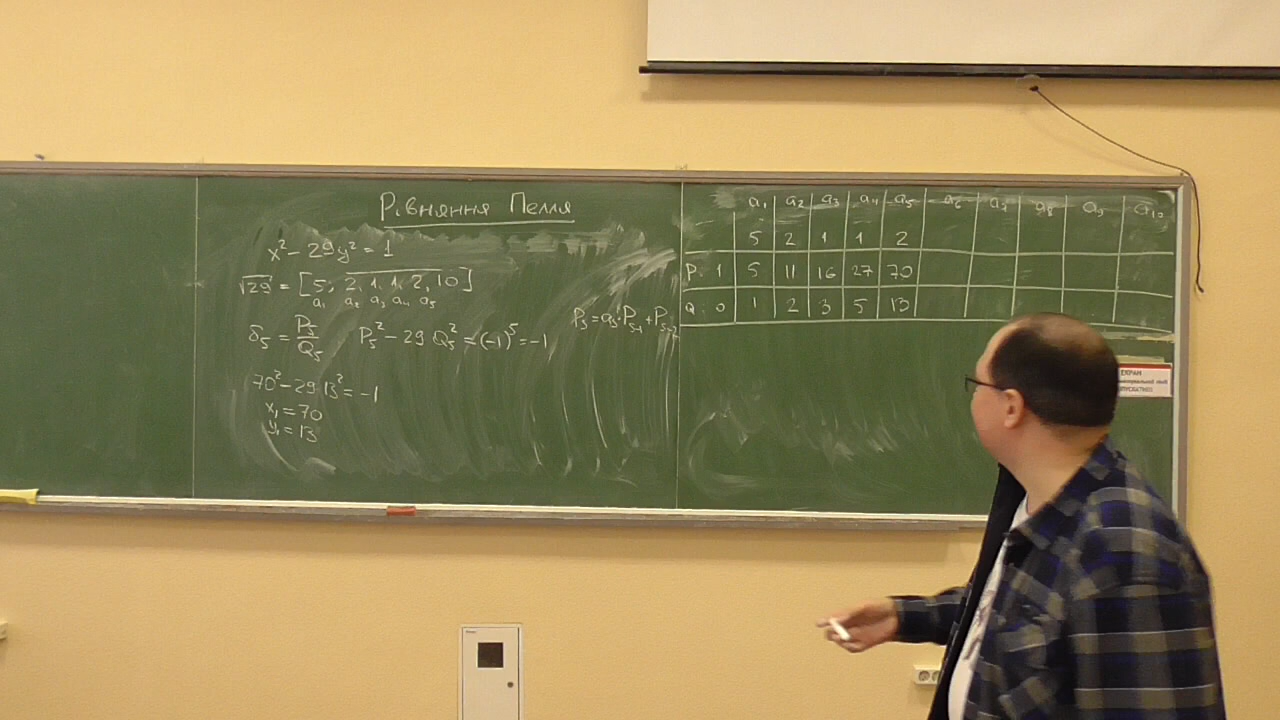 Рівняння Пелля
x² - 29y² = 1
√29 = [5, 2, 1, 1, 2, 10]
a₁ a₂ a₃ a₄ a₅
δ₅ = P₅/Q₅ P₅² - 29 Q₅² = (-1)⁵ = -1
70² - 29·13² = -1
x₁ = 70
y₁ = 13
P₅ = a₅·P₅₋₁ + P₅₋₂
a₁ a₂ a₃ a₄ a₅ a₆ a₇ a₈ a₉ a₁₀
5 2 1 1 2
P. 1 5 11 16 27 70
Q. 0 1 2 3 5 13
ЕКРАН